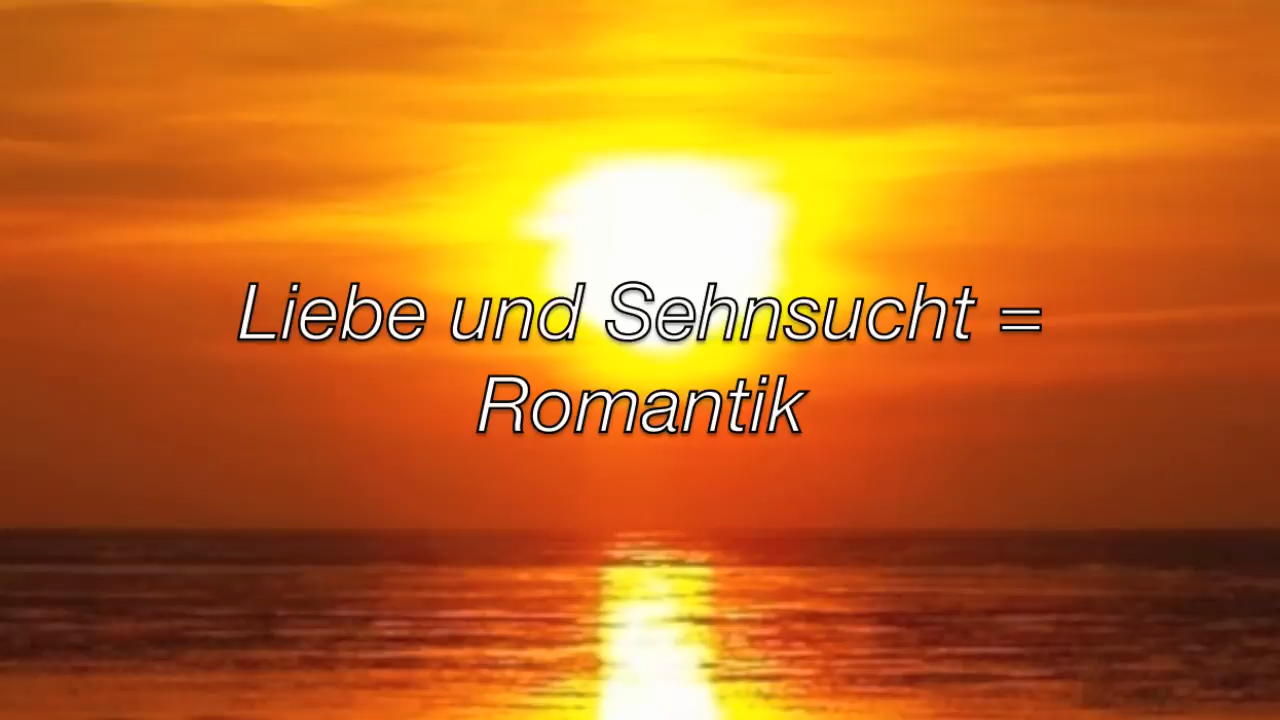 Liebe und Sehnsucht =
Romantik